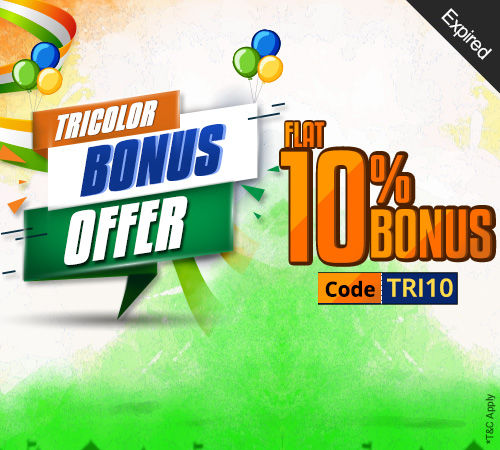 Expired
TRICOLOR
BONUS
OFFER
FLAT
10%
BONUS
Code TRI10
*T&C Apply